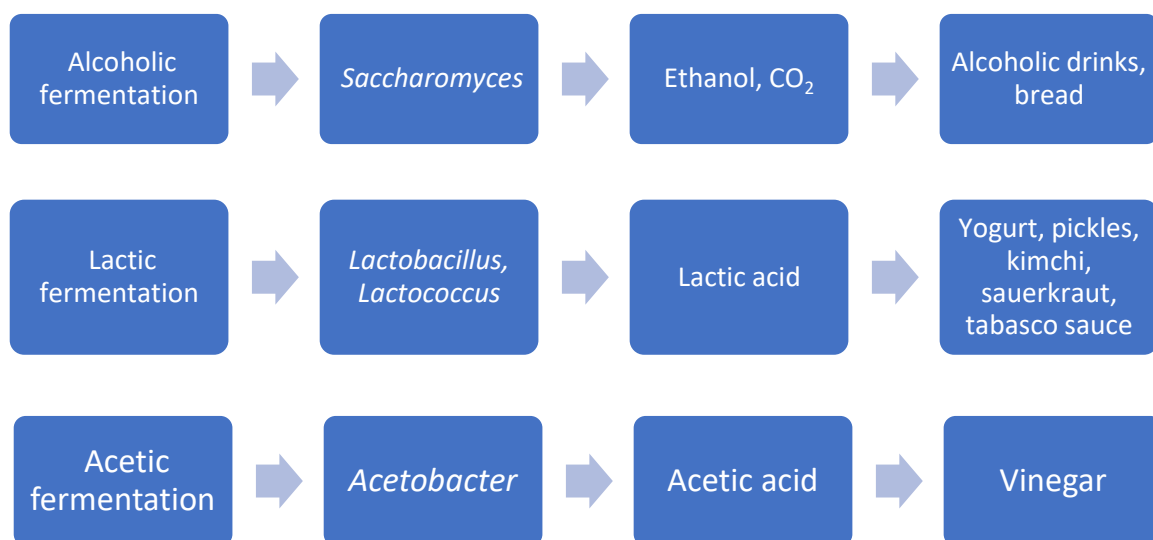 Alcoholic
fermentation
Saccharomyces
Ethanol, CO₂
Alcoholic drinks,
bread
Lactic
fermentation
Lactobacillus,
Lactococcus
Lactic acid
Yogurt, pickles,
kimchi,
sauerkraut,
tabasco sauce
Acetic
fermentation
Acetobacter
Acetic acid
Vinegar